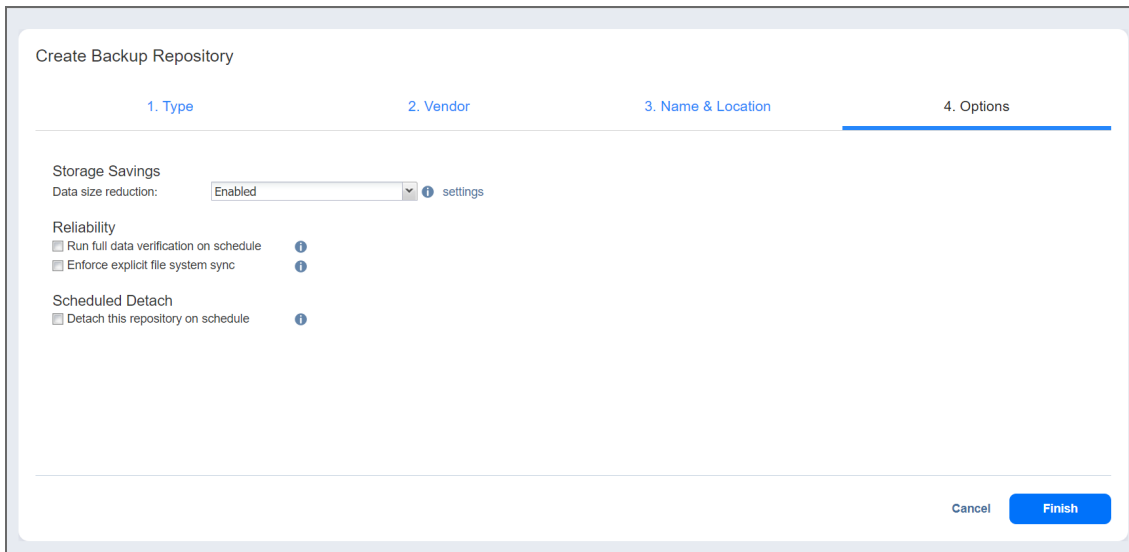 Create Backup Repository
1. Type 2. Vendor 3. Name & Location 4. Options
Storage Savings
Data size reduction: Enabled settings
Reliability
Run full data verification on schedule
Enforce explicit file system sync
Scheduled Detach
Detach this repository on schedule
Cancel Finish